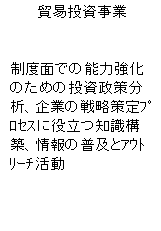 貿易投資事業
制度面での能力強化
のための投資政策分
析、企業の戦略策定ﾌﾟ
ﾛｾｽに役立つ知識構
築、情報の普及とｱｳﾄ
ﾘｰﾁ活動